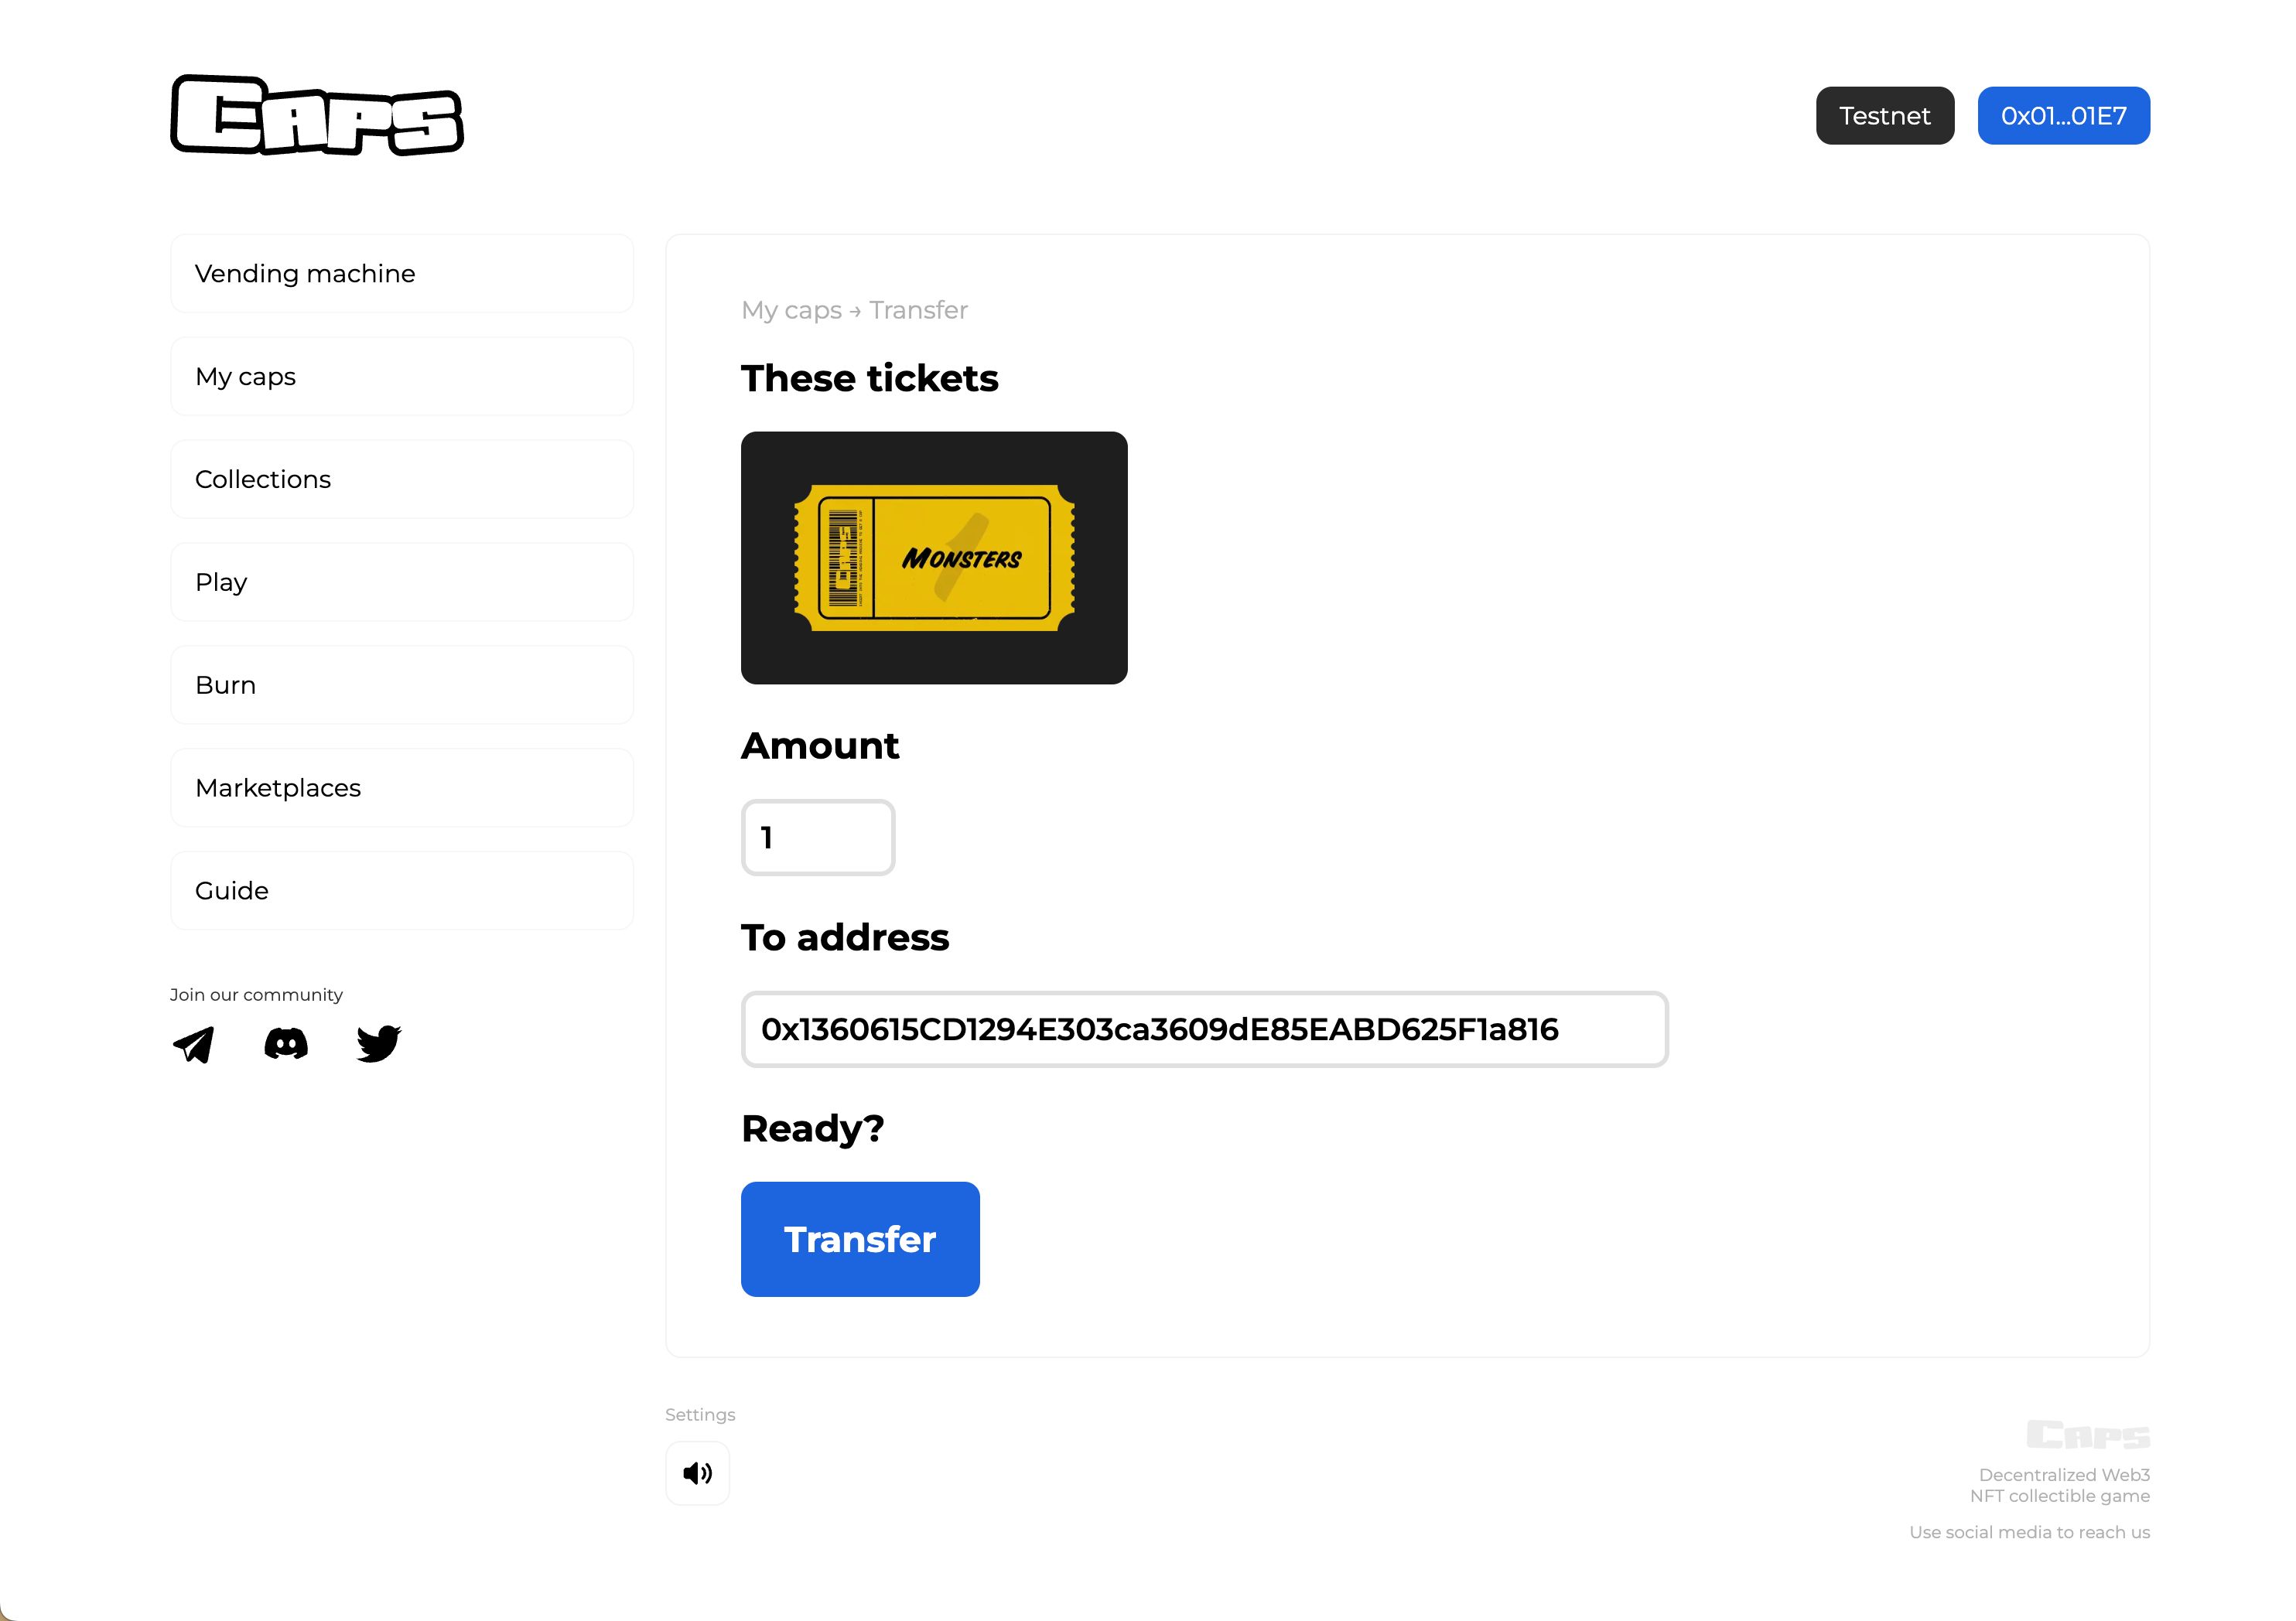 Caps
Testnet
0x01...01E7
Vending machine
My caps
Collections
Play
Burn
Marketplaces
Guide
Join our community
My caps → Transfer
These tickets
1
Monsters
Amount
1
To address
0x1360615CD1294E303ca3609dE85EABD625F1a816
Ready?
Transfer
Settings
Caps
Decentralized Web3
NFT collectible game
Use social media to reach us